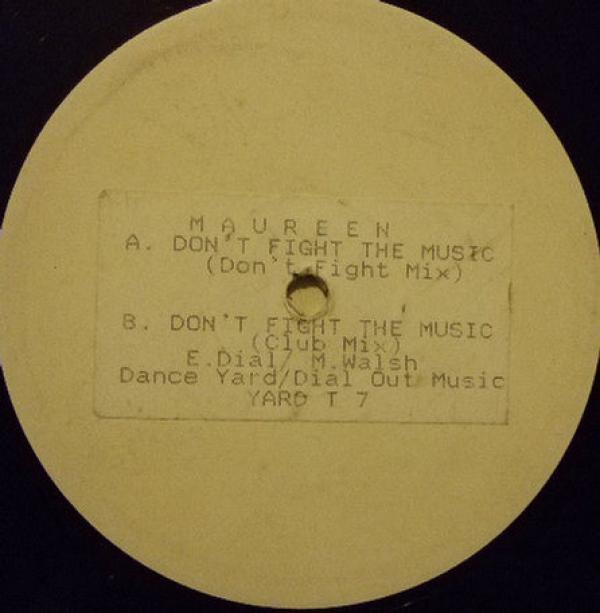 M A U R E E N
A. DON'T FIGHT THE MUSIC
(Don't Fight Mix)
B. DON'T FIGHT THE MUSIC
(Club Mix)
E.Dial/ M.Walsh
Dance Yard/Dial Out Music
YARD T 7